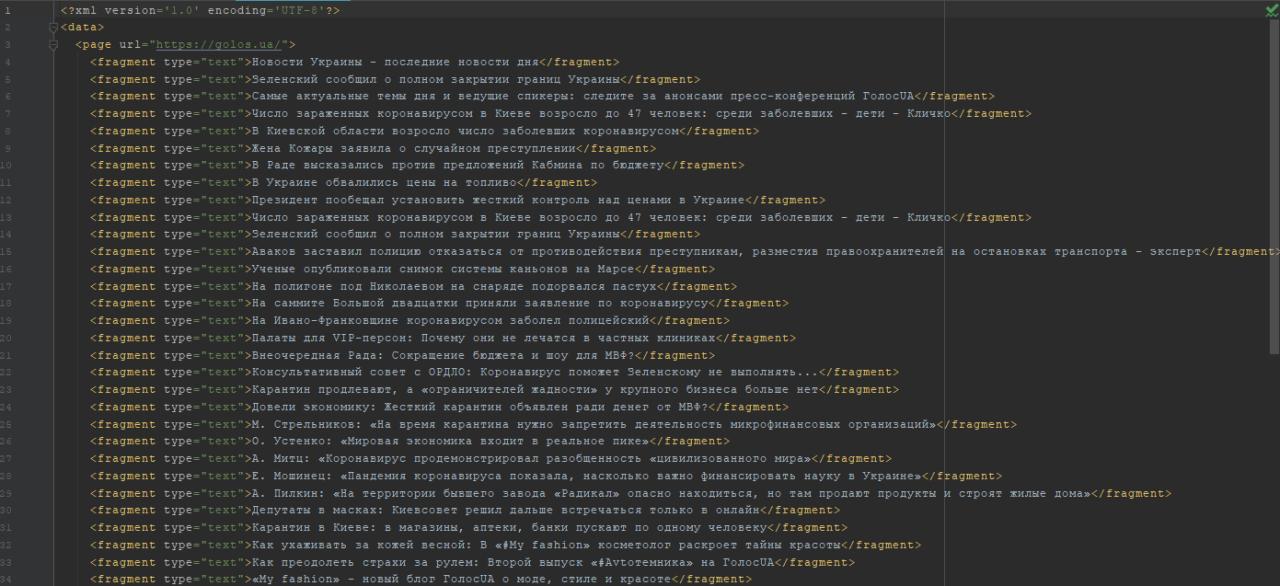 1 <?xml version='1.0' encoding='UTF-8'?>
2 <data>
3 <page url="https://golos.ua/">
4 <fragment type="text">Новости Украины - последние новости дня</fragment>
5 <fragment type="text">Зеленский сообщил о полном закрытии границ Украины</fragment>
6 <fragment type="text">Самые актуальные темы дня и ведущие спикеры: следите за анонсами пресс-конференций ГолосUA</fragment>
7 <fragment type="text">Число зараженных коронавирусом в Киеве возросло до 47 человек: среди заболевших - дети - Кличко</fragment>
8 <fragment type="text">В Киевской области возросло число заболевших коронавирусом</fragment>
9 <fragment type="text">Жена Кожары заявила о случайном преступлении</fragment>
10 <fragment type="text">В Раде высказались против предложений Кабмина по бюджету</fragment>
11 <fragment type="text">В Украине обвалились цены на топливо</fragment>
12 <fragment type="text">Президент пообещал установить жесткий контроль над ценами в Украине</fragment>
13 <fragment type="text">Число зараженных коронавирусом в Киеве возросло до 47 человек: среди заболевших - дети - Кличко</fragment>
14 <fragment type="text">Зеленский сообщил о полном закрытии границ Украины</fragment>
15 <fragment type="text">Аваков заставил полицию отказаться от противодействия преступникам, разместив правоохранителей на остановках транспорта - эксперт</fragment>
16 <fragment type="text">Ученые опубликовали снимок системы каньонов на Марсе</fragment>
17 <fragment type="text">На полигоне под Николаевом на снаряде подорвался пастух</fragment>
18 <fragment type="text">На саммите Большой двадцатки приняли заявление по коронавирусу</fragment>
19 <fragment type="text">На Ивано-Франковщине коронавирусом заболел полицейский</fragment>
20 <fragment type="text">Палаты для VIP-персон: Почему они не лечатся в частных клиниках</fragment>
21 <fragment type="text">Внеочередная Рада: Сокращение бюджета и шоу для МВФ?</fragment>
22 <fragment type="text">Консультативный совет с ОРДЛО: Коронавирус поможет Зеленскому не выполнять...</fragment>
23 <fragment type="text">Карантин продлевают, а «ограничителей жадности» у крупного бизнеса больше нет</fragment>
24 <fragment type="text">Довели экономику: Жесткий карантин объявлен ради денег от МВФ?</fragment>
25 <fragment type="text">М. Стрельников: «На время карантина нужно запретить деятельность микрофинансовых организаций»</fragment>
26 <fragment type="text">О. Устенко: «Мировая экономика входит в реальное пике»</fragment>
27 <fragment type="text">А. Митц: «Коронавирус продемонстрировал разобщенность «цивилизованного мира»</fragment>
28 <fragment type="text">Е. Мошинец: «Пандемия коронавируса показала, насколько важно финансировать науку в Украине»</fragment>
29 <fragment type="text">А. Пилкин: «На территории бывшего завода «Радикал» опасно находиться, но там продают продукты и строят жилые дома»</fragment>
30 <fragment type="text">Депутаты в масках: Киевсовет решил дальше встречаться только в онлайн</fragment>
31 <fragment type="text">Карантин в Киеве: в магазины, аптеки, банки пускают по одному человеку</fragment>
32 <fragment type="text">Как ухаживать за кожей весной: В «#My fashion» косметолог раскроет тайны красоты</fragment>
33 <fragment type="text">Как преодолеть страхи за рулем: Второй выпуск «#Avtoтемника» на ГолосUA</fragment>
34 <fragment type="text">«My fashion» - новый блог ГолосUA о моде, стиле и красоте</fragment>